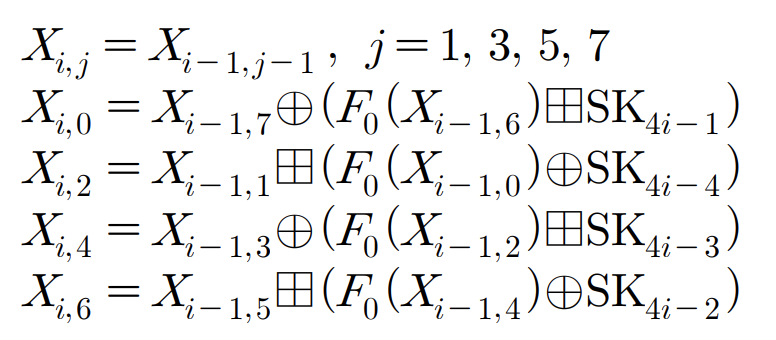 X_{i,j} = X_{i−1,j−1} , j = 1, 3, 5, 7
X_{i,0} = X_{i−1,7}⊕(F_0(X_{i−1,6})⊞SK_{4i−1})
X_{i,2} = X_{i−1,1}⊞(F_0(X_{i−1,0})⊕SK_{4i−4})
X_{i,4} = X_{i−1,3}⊕(F_0(X_{i−1,2})⊞SK_{4i−3})
X_{i,6} = X_{i−1,5}⊞(F_0(X_{i−1,4})⊕SK_{4i−2})